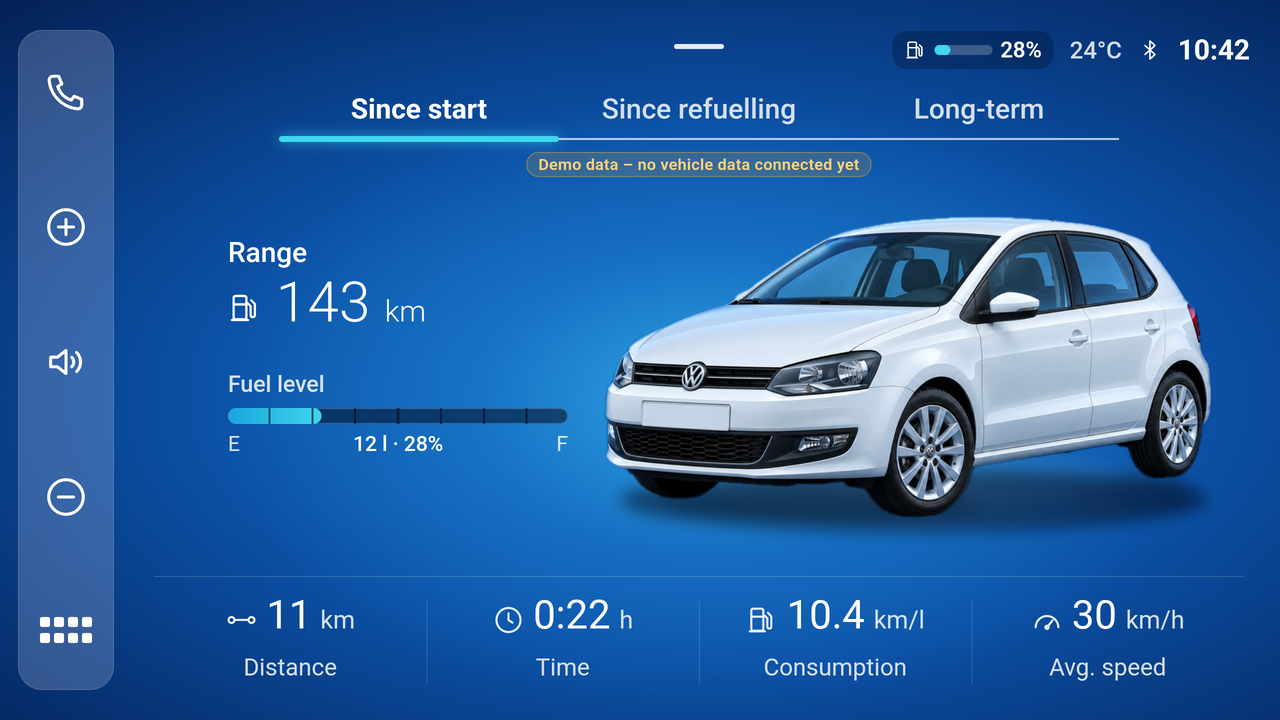 28% 24°C 10:42
Since start Since refuelling Long-term
Demo data – no vehicle data connected yet
Range
143 km
Fuel level
E 12 l · 28% F
11 km 0:22 h 10.4 km/l 30 km/h
Distance Time Consumption Avg. speed